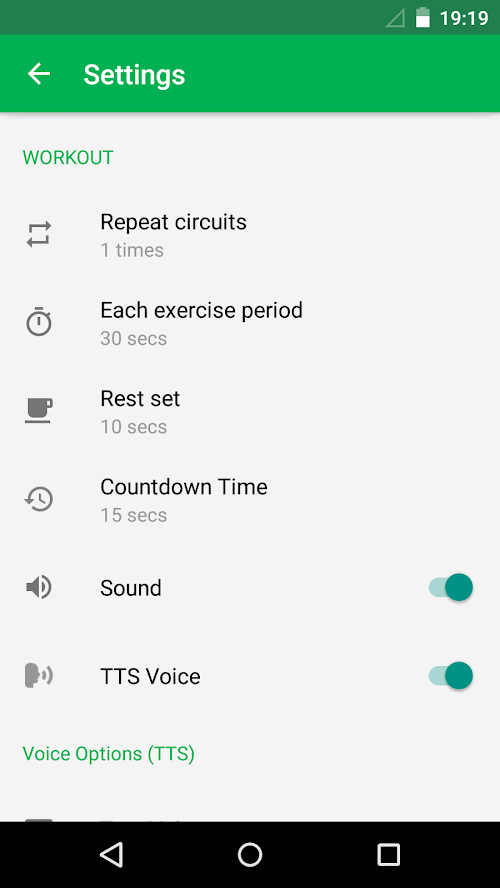 19:19
Settings
WORKOUT
Repeat circuits
1 times
Each exercise period
30 secs
Rest set
10 secs
Countdown Time
15 secs
Sound
TTS Voice
Voice Options (TTS)